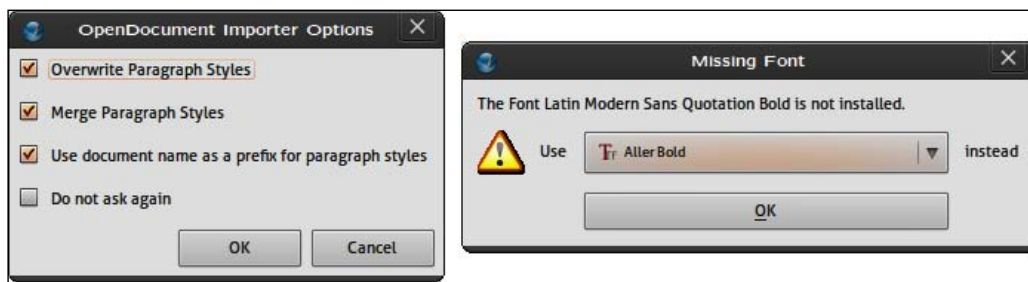 OpenDocument Importer Options
Overwrite Paragraph Styles
Merge Paragraph Styles
Use document name as a prefix for paragraph styles
Do not ask again
OK
Cancel
Missing Font
The Font Latin Modern Sans Quotation Bold is not installed.
Use
Aller Bold
instead
OK